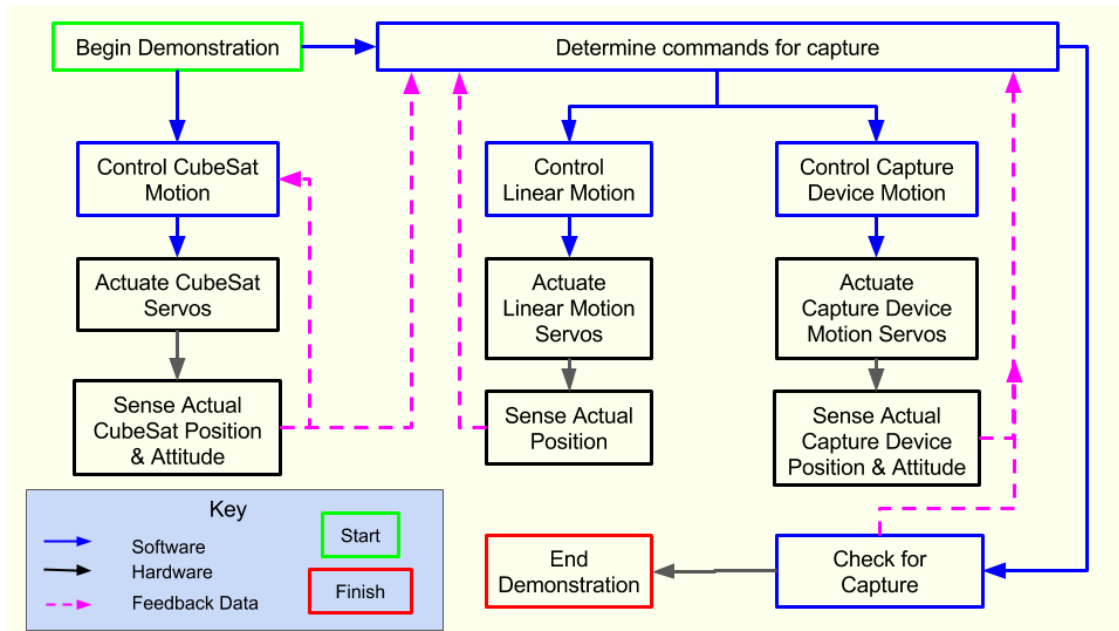 Begin Demonstration
Determine commands for capture
Control CubeSat
Motion
Control
Linear Motion
Control Capture
Device Motion
Actuate CubeSat
Servos
Actuate
Linear Motion
Servos
Actuate
Capture Device
Motion Servos
Sense Actual
CubeSat Position
& Attitude
Sense Actual
Position
Sense Actual
Capture Device
Position & Attitude
Key
Software
Hardware
Feedback Data
Start
Finish
End
Demonstration
Check for
Capture